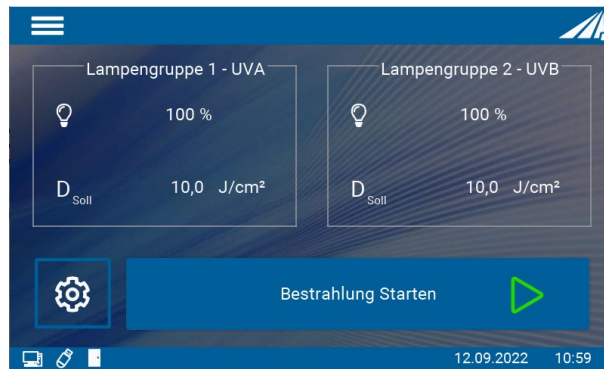 Lampengruppe 1 - UVA
Lampengruppe 2 - UVB
100 %
100 %
D Soll 10,0 J/cm²
D Soll 10,0 J/cm²
Bestrahlung Starten
12.09.2022 10:59